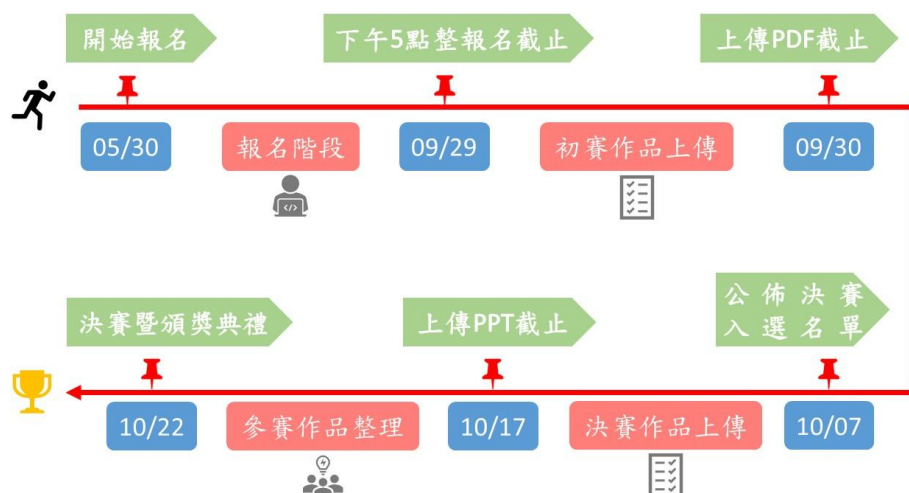 開始報名
下午5點整報名截止
上傳PDF截止
05/30
報名階段
09/29
初賽作品上傳
09/30
</>
決賽暨頒獎典禮
上傳PPT截止
公佈決賽
入選名單
10/22
參賽作品整理
10/17
決賽作品上傳
10/07